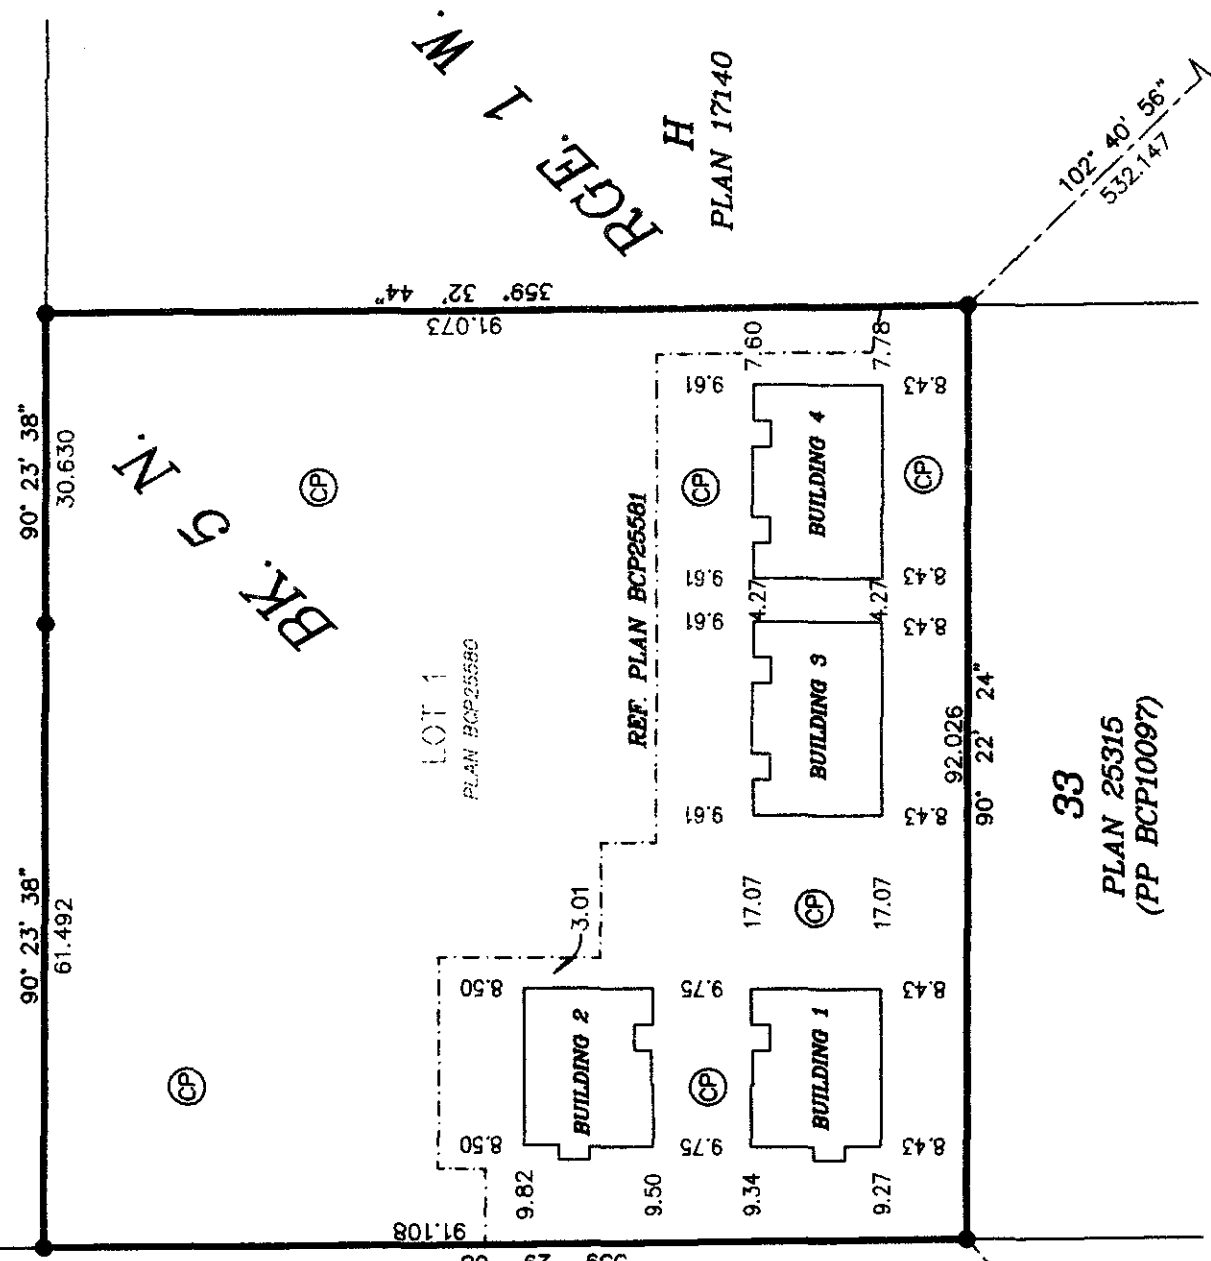 RGE. 1 W.
H
PLAN 17140
102° 40' 56"
532.147
359° 32' 44"
91.073
90° 23' 38"
30.630
BK. 5 N.
CP
LOT 1
PLAN BCP25580
REF. PLAN BCP25581
9.61
7.60
7.78
8.43
CP
BUILDING 4
CP
9.61
4.27
4.27
8.43
9.61
8.43
BUILDING 3
9.61
8.43
92.026
90° 22' 24"
33
PLAN 25315
(PP BCP10097)
90° 23' 38"
61.492
3.01
17.07
CP
17.07
8.50
9.75
8.43
CP
BUILDING 2
CP
BUILDING 1
8.50
9.75
8.43
9.82
9.50
9.34
9.27
91.108